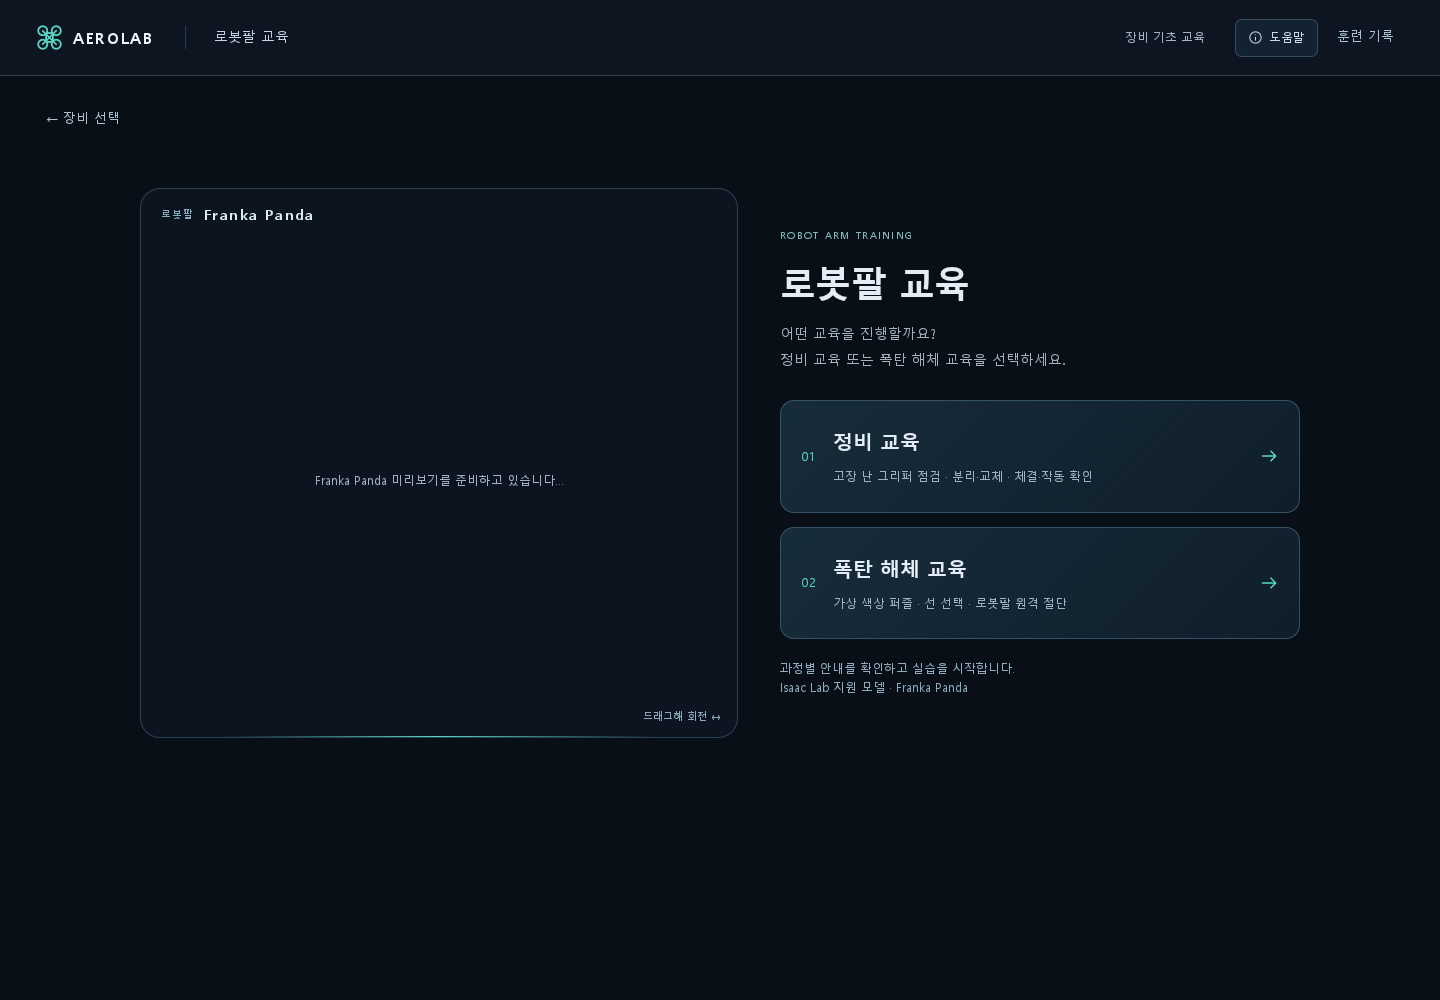 AEROLAB
로봇팔 교육
장비 기초 교육
도움말
훈련 기록
← 장비 선택
로봇팔 Franka Panda
Franka Panda 미리보기를 준비하고 있습니다...
드래그해 회전 ↔
ROBOT ARM TRAINING
로봇팔 교육
어떤 교육을 진행할까요?
정비 교육 또는 폭탄 해체 교육을 선택하세요.
01
정비 교육
고장 난 그리퍼 점검 · 분리·교체 · 체결·작동 확인
→
02
폭탄 해체 교육
가상 색상 퍼즐 · 선 선택 · 로봇팔 원격 절단
→
과정별 안내를 확인하고 실습을 시작합니다.
Isaac Lab 지원 모델 · Franka Panda